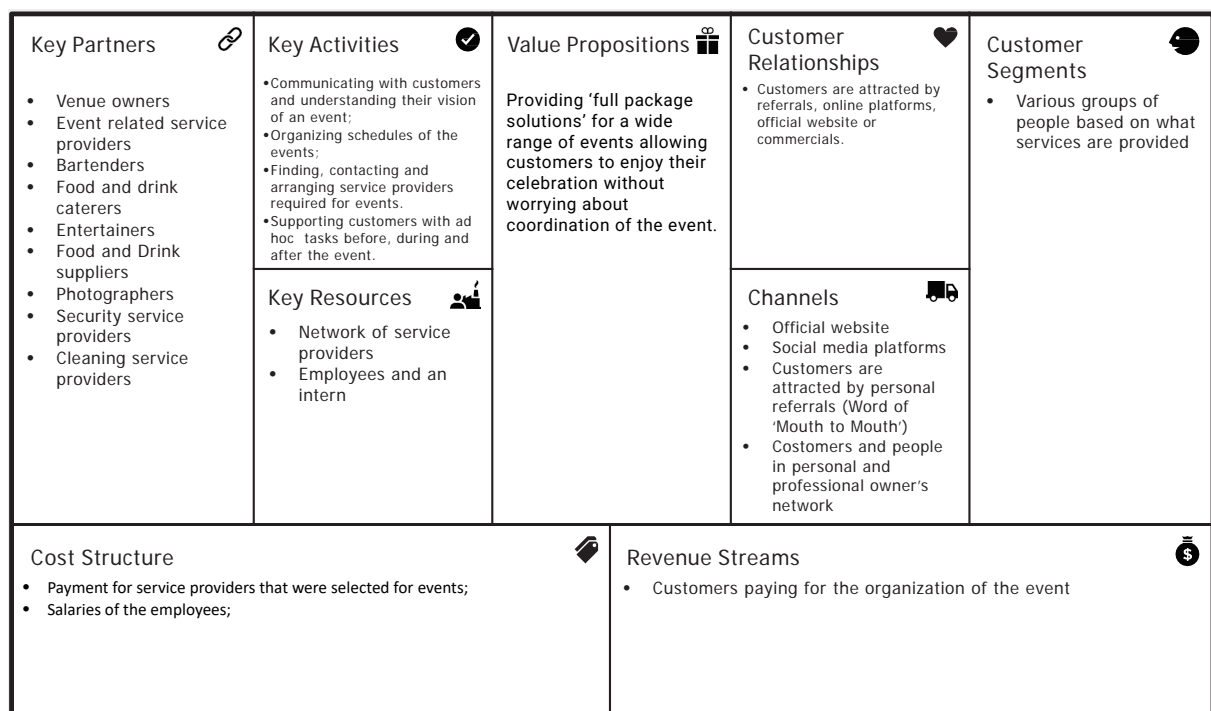 Key Partners
• Venue owners
• Event related service
providers
• Bartenders
• Food and drink
caterers
• Entertainers
• Food and Drink
suppliers
• Photographers
• Security service
providers
• Cleaning service
providers
Key Activities
•Communicating with customers
and understanding their vision
of an event;
•Organizing schedules of the
events;
•Finding, contacting and
arranging service providers
required for events.
•Supporting customers with ad
hoc tasks before, during and
after the event.
Key Resources
• Network of service
providers
• Employees and an
intern
Value Propositions
Providing ‘full package
solutions’ for a wide
range of events allowing
customers to enjoy their
celebration without
worrying about
coordination of the event.
Customer
Relationships
• Customers are attracted by
referrals, online platforms,
official website or
commercials.
Channels
• Official website
• Social media platforms
• Customers are
attracted by personal
referrals (Word of
‘Mouth to Mouth’)
• Costomers and people
in personal and
professional owner’s
network
Customer
Segments
• Various groups of
people based on what
services are provided
Cost Structure
• Payment for service providers that were selected for events;
• Salaries of the employees;
Revenue Streams
$
• Customers paying for the organization of the event